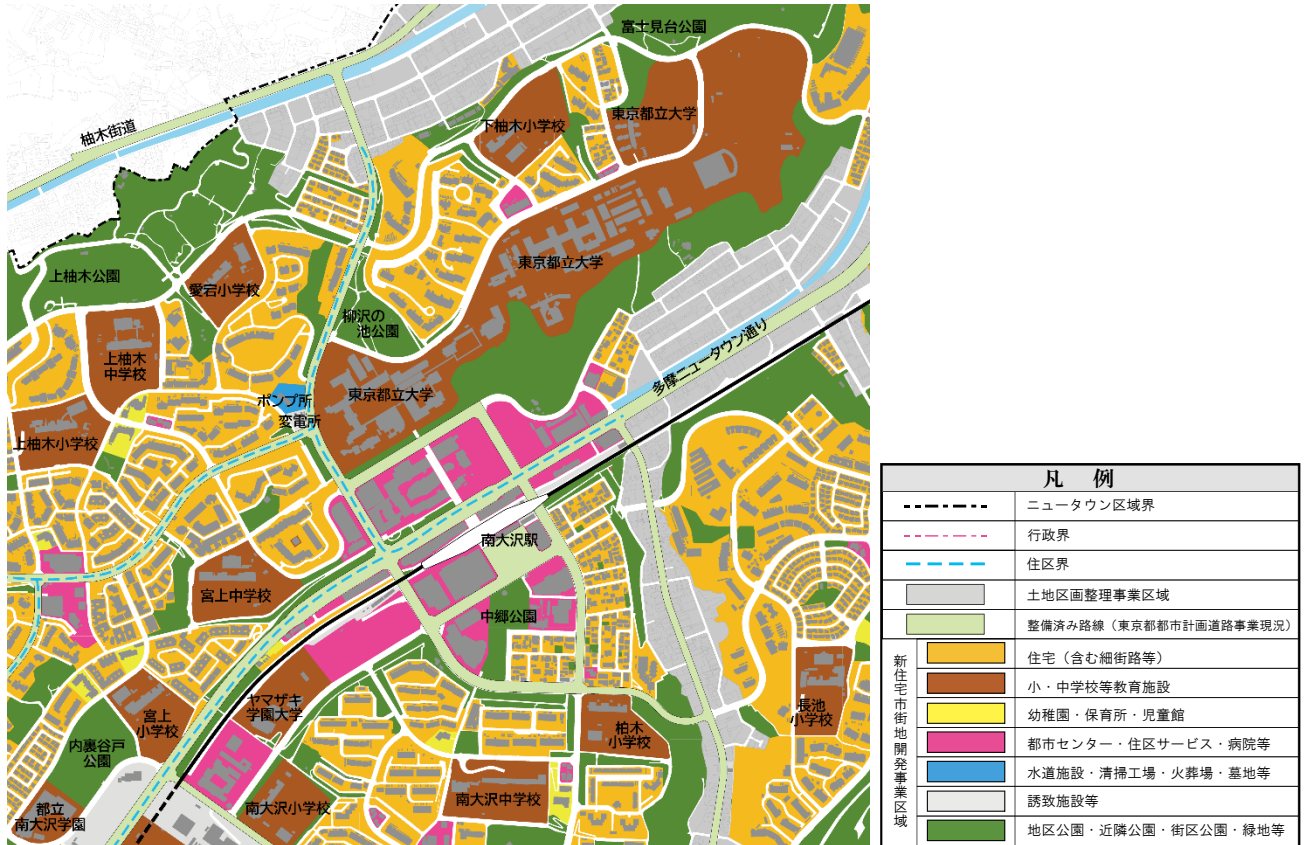 富士見台公園
柚木街道
下柚木小学校
東京都立大学
東京都立大学
上柚木公園
愛宕小学校
柳沢の
池公園
多摩ニュータウン通り
上柚木
中学校
東京都立大学
ポンプ所
変電所
上柚木小学校
南大沢駅
宮上中学校
中郷公園
ヤマザキ
学園大学
長池
小学校
宮上
小学校
柏木
小学校
内裏谷戸
公園
都立
南大沢学園
南大沢小学校
南大沢中学校
凡 例
ニュータウン区域界
行政界
住区界
土地区画整理事業区域
整備済み路線（東京都都市計画道路事業現況）
新住宅市街地開発事業区域
住宅（含む細街路等）
小・中学校等教育施設
幼稚園・保育所・児童館
都市センター・住区サービス・病院等
水道施設・清掃工場・火葬場・墓地等
誘致施設等
地区公園・近隣公園・街区公園・緑地等